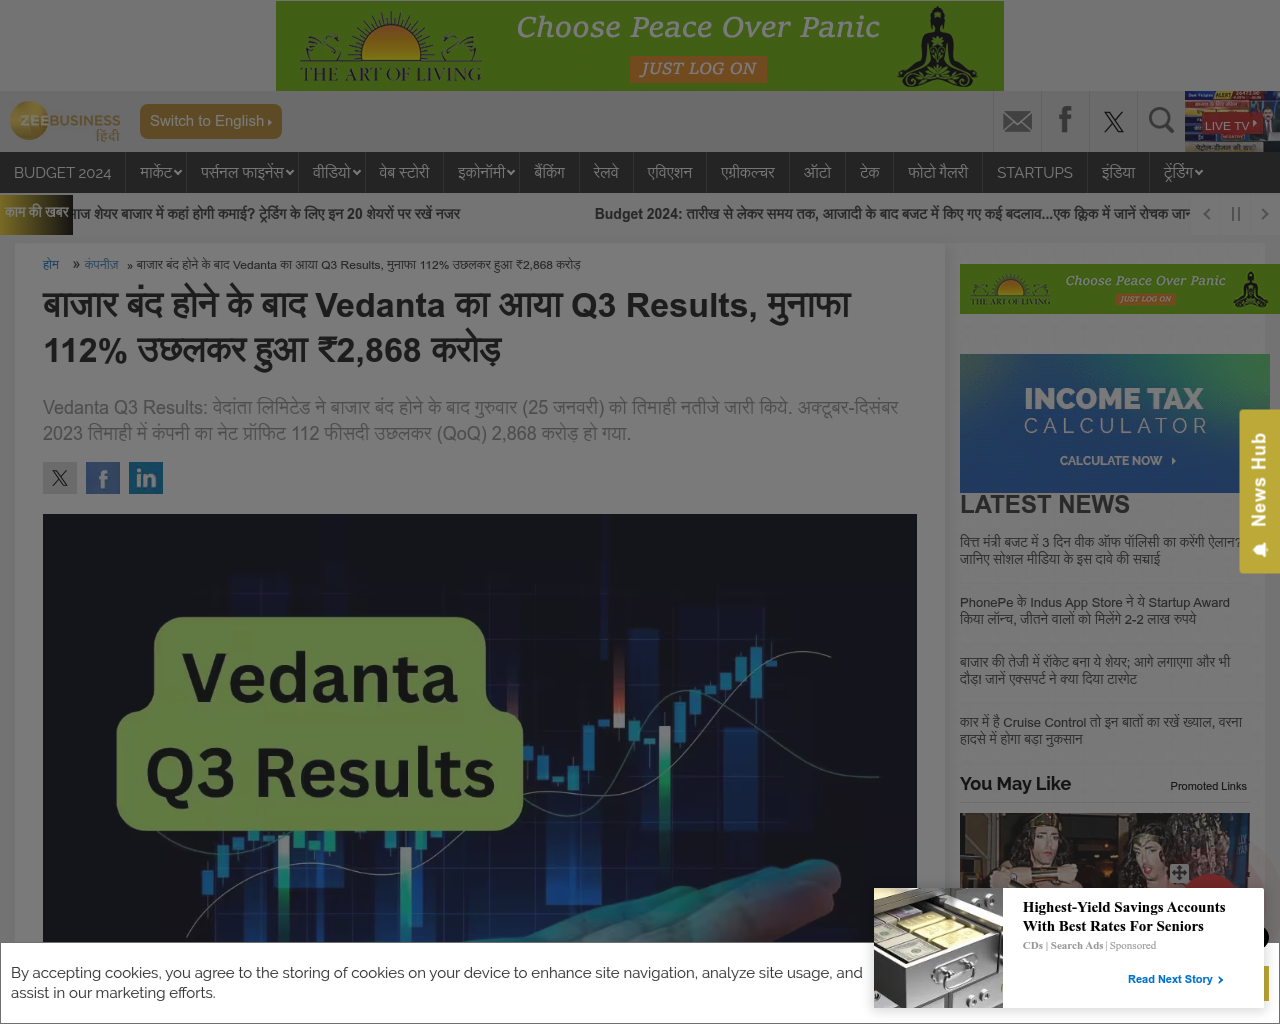 Choose Peace Over Panic
THE ART OF LIVING
JUST LOG ON
ZEEBUSINESS
हिंदी
Switch to English
LIVE TV
BUDGET 2024 मार्केट पर्सनल फाइनेंस वीडियो वेब स्टोरी इकोनॉमी बैंकिंग रेलवे एविएशन एग्रीकल्चर ऑटो टेक फोटो गैलरी STARTUPS इंडिया ट्रेंडिंग
काम की खबर
शेयर बाजार में कहां होगी कमाई? ट्रेडिंग के लिए इन 20 शेयरों पर रखें नजर
Budget 2024: तारीख से लेकर समय तक, आजादी के बाद बजट में किए गए कई बदलाव...एक क्लिक में जानें रोचक
होम » कंपनीज़ » बाजार बंद होने के बाद Vedanta का आया Q3 Results, मुनाफा 112% उछलकर हुआ ₹2,868 करोड़
बाजार बंद होने के बाद Vedanta का आया Q3 Results, मुनाफा
112% उछलकर हुआ ₹2,868 करोड़
Vedanta Q3 Results: वेदांता लिमिटेड ने बाजार बंद होने के बाद गुरुवार (25 जनवरी) को तिमाही नतीजे जारी किये. अक्टूबर-दिसंबर
2023 तिमाही में कंपनी का नेट प्रॉफिट 112 फीसदी उछलकर (QoQ) 2,868 करोड़ हो गया.
Vedanta
Q3 Results
Choose Peace Over Panic
THE ART OF LIVING
JUST LOG ON
INCOME TAX
CALCULATOR
CALCULATE NOW
News Hub
LATEST NEWS
वित्त मंत्री बजट में 3 दिन वीक ऑफ पॉलिसी का करेंगी ऐलान?
जानिए सोशल मीडिया के इस दावे की सचाई
PhonePe के Indus App Store ने ये Startup Award
किया लॉन्च, जीतने वालों को मिलेंगे 2-2 लाख रुपये
बाजार की तेजी में रॉकेट बना ये शेयर; आगे लगाएगा और भी
दौड़! जानें एक्सपर्ट ने क्या दिया टारगेट
कार में है Cruise Control तो इन बातों का रखें ख्याल, वरना
हादसे में होगा बड़ा नुकसान
You May Like
Promoted Links
Highest-Yield Savings Accounts
With Best Rates For Seniors
CDs | Search Ads | Sponsored
Read Next Story
By accepting cookies, you agree to the storing of cookies on your device to enhance site navigation, analyze site usage, and
assist in our marketing efforts.